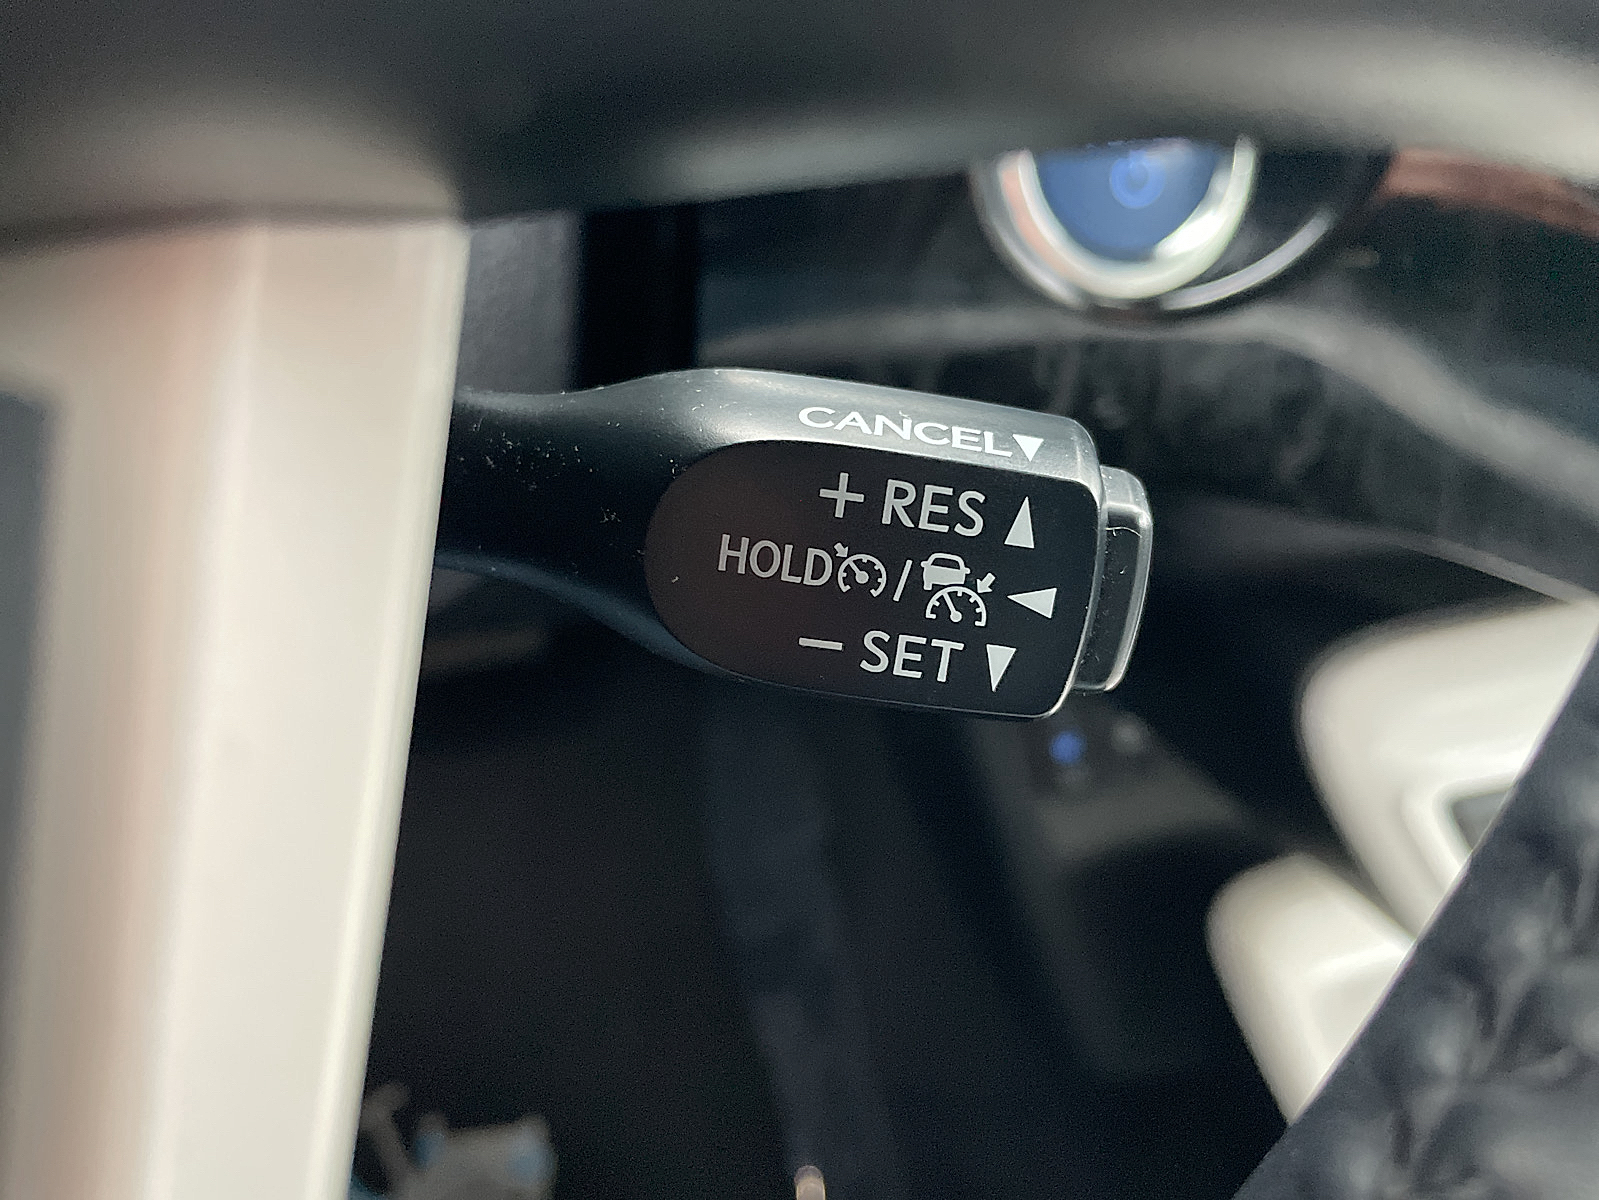 CANCEL▼
+ RES ▲
HOLD / ◀
− SET ▼